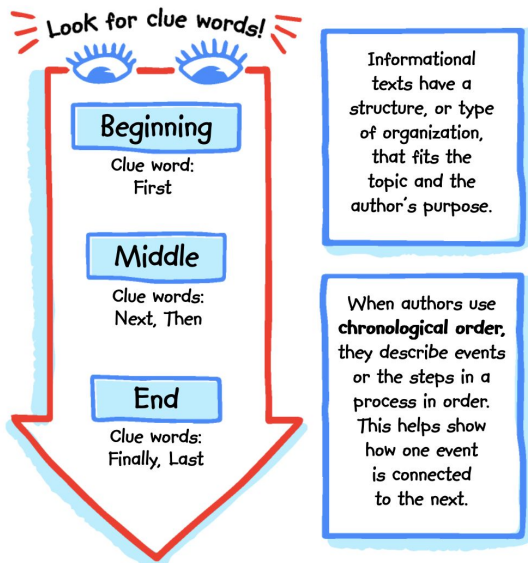 Look for clue words!
Beginning
Clue word:
First
Middle
Clue words:
Next, Then
End
Clue words:
Finally, Last
Informational
texts have a
structure, or type
of organization,
that fits the
topic and the
author's purpose.
When authors use
chronological order,
they describe events
or the steps in a
process in order.
This helps show
how one event
is connected
to the next.